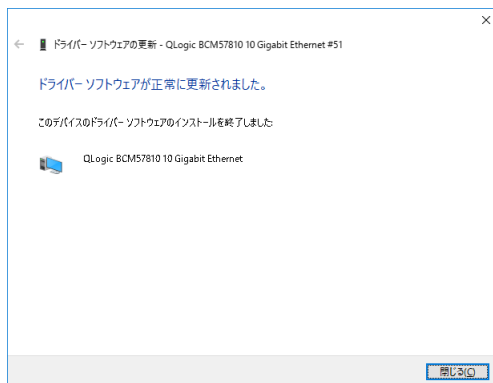 ドライバー ソフトウェアの更新 - QLogic BCM57810 10 Gigabit Ethernet #51
ドライバー ソフトウェアが正常に更新されました。
このデバイスのドライバー ソフトウェアのインストールを終了しました:
QLogic BCM57810 10 Gigabit Ethernet
閉じる(C)